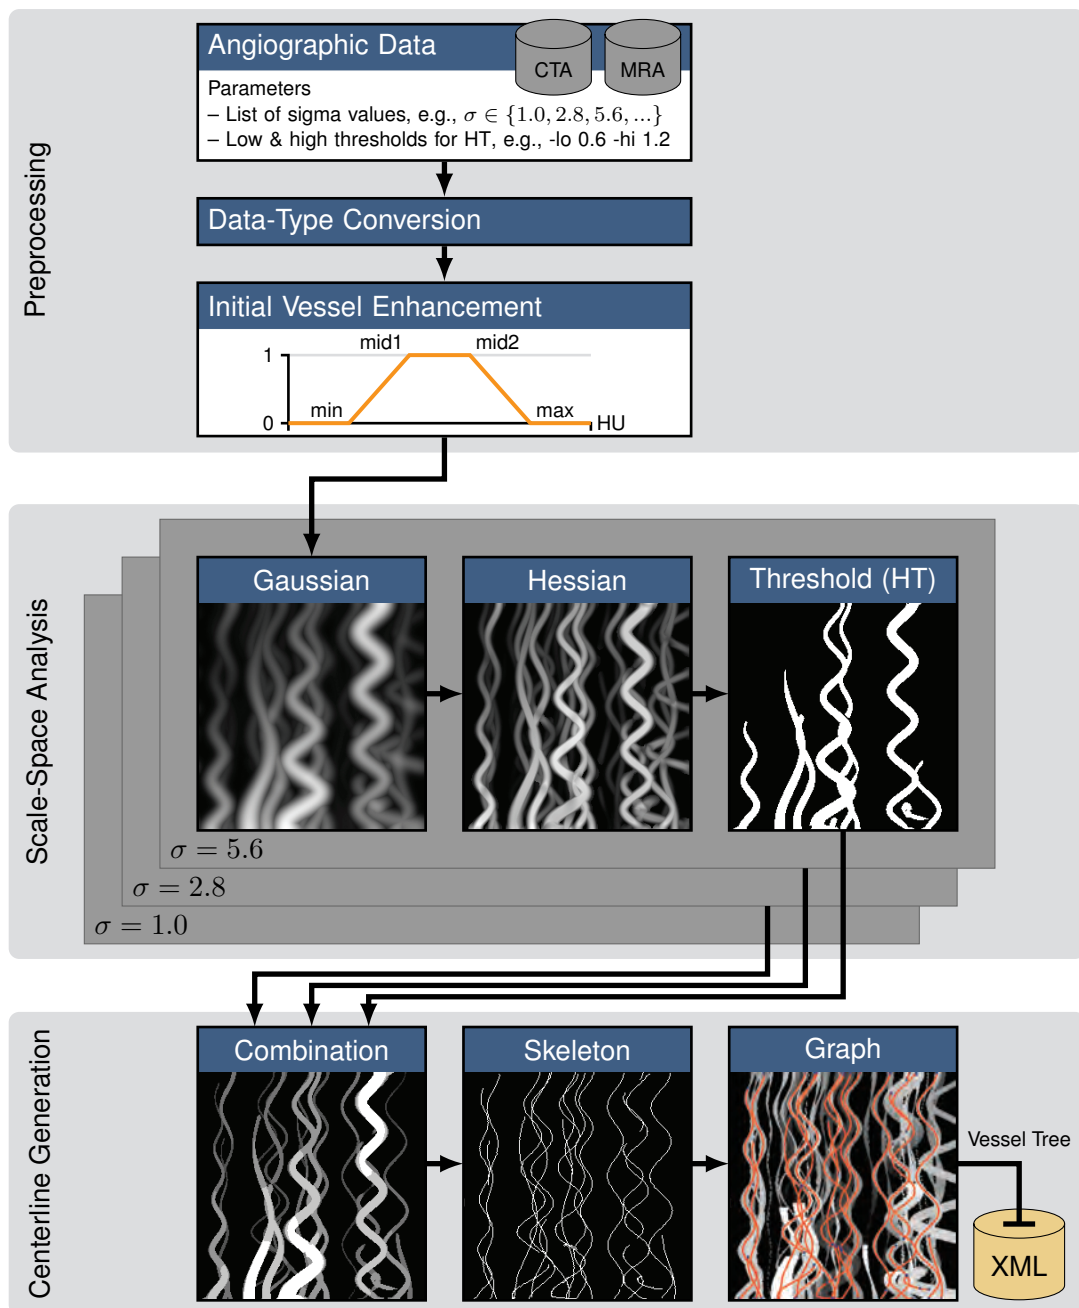 Preprocessing
Angiographic Data
CTA
MRA
Parameters
– List of sigma values, e.g., σ ∈ {1.0, 2.8, 5.6, ...}
– Low & high thresholds for HT, e.g., -lo 0.6 -hi 1.2
Data-Type Conversion
Initial Vessel Enhancement
mid1
mid2
1
min
max
0
HU
Scale-Space Analysis
Gaussian
Hessian
Threshold (HT)
σ = 5.6
σ = 2.8
σ = 1.0
Centerline Generation
Combination
Skeleton
Graph
Vessel Tree
XML